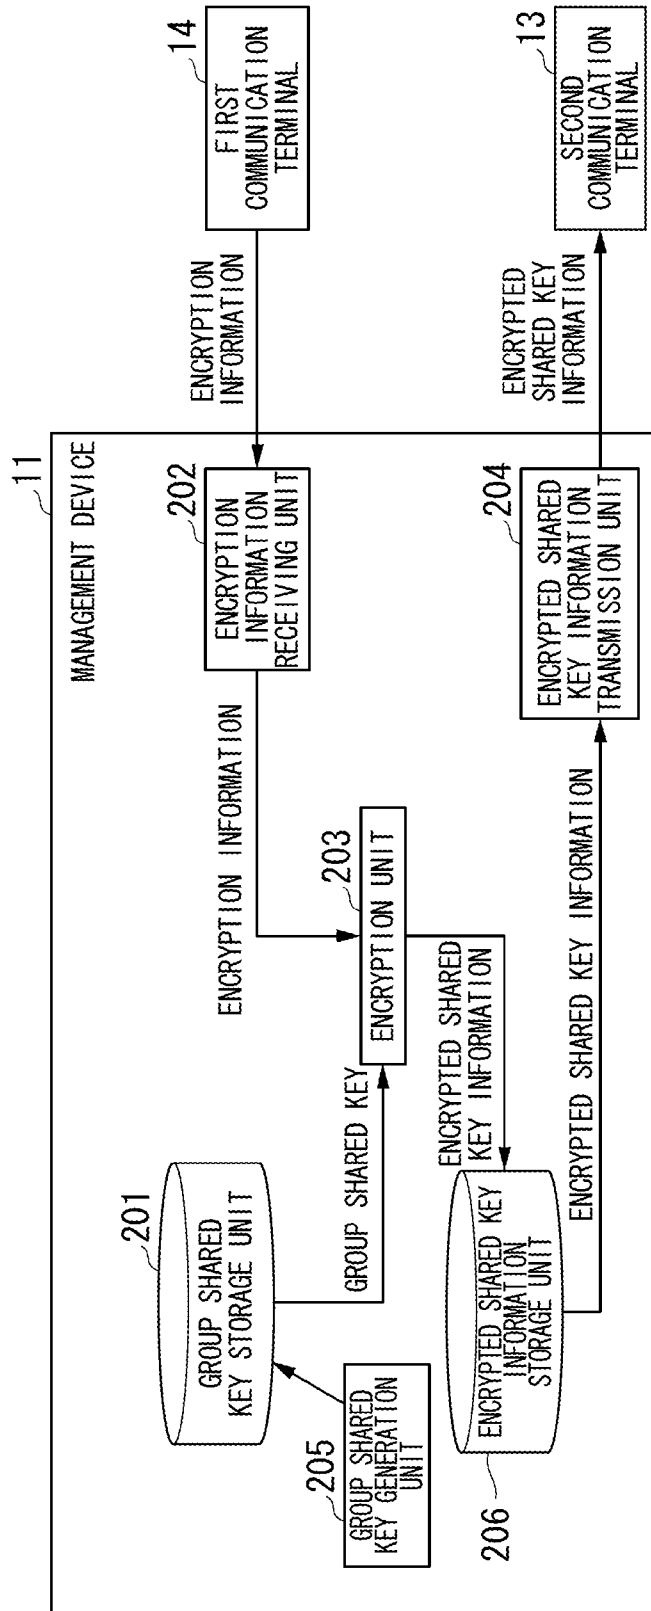 11
MANAGEMENT DEVICE
201
GROUP SHARED
KEY STORAGE UNIT
205
GROUP SHARED
KEY GENERATION
UNIT
GROUP SHARED KEY
ENCRYPTION INFORMATION
203
ENCRYPTION UNIT
202
ENCRYPTION
INFORMATION
RECEIVING UNIT
ENCRYPTION
INFORMATION
14
FIRST
COMMUNICATION
TERMINAL
ENCRYPTED SHARED
KEY INFORMATION
206
ENCRYPTED SHARED KEY
INFORMATION
STORAGE UNIT
ENCRYPTED SHARED KEY INFORMATION
204
ENCRYPTED SHARED
KEY INFORMATION
TRANSMISSION UNIT
ENCRYPTED
SHARED KEY
INFORMATION
13
SECOND
COMMUNICATION
TERMINAL